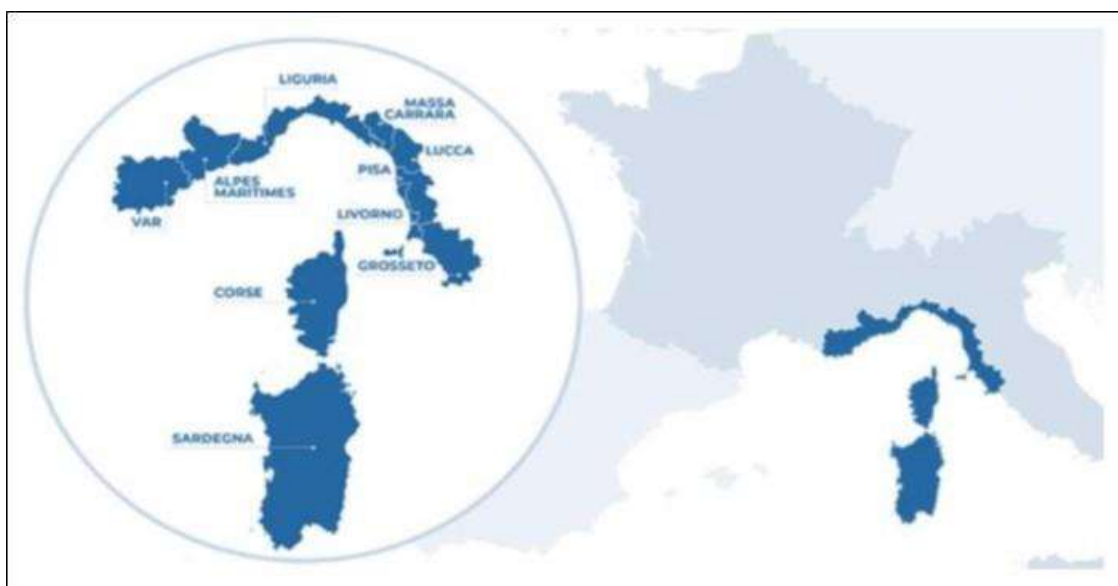 LIGURIA
MASSA
CARRARA
LUCCA
PISA
ALPES
MARITIMES
VAR
LIVORNO
GROSSETO
CORSE
SARDEGNA